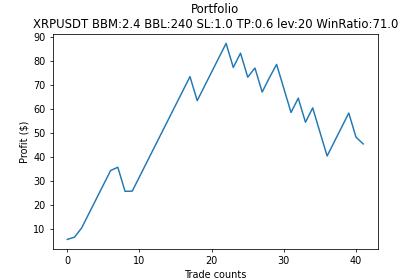 Portfolio
XRPUSDT BBM:2.4 BBL:240 SL:1.0 TP:0.6 lev:20 WinRatio:71.0
90
80
70
60
50
40
30
20
10
Profit ($)
0 10 20 30 40
Trade counts